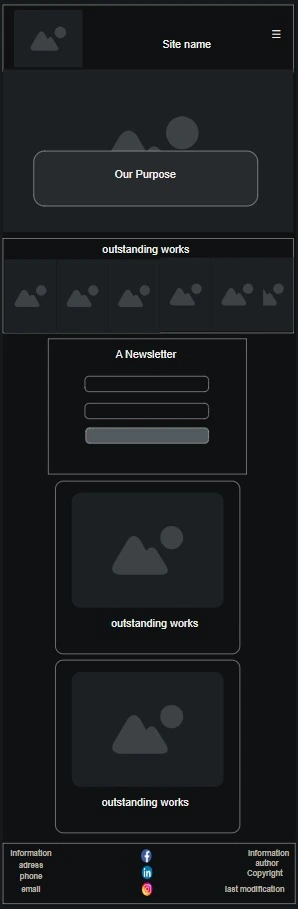 Site name
Our Purpose
outstanding works
A Newsletter
outstanding works
outstanding works
Information
adress
phone
email
Information
author
Copyright
last modification